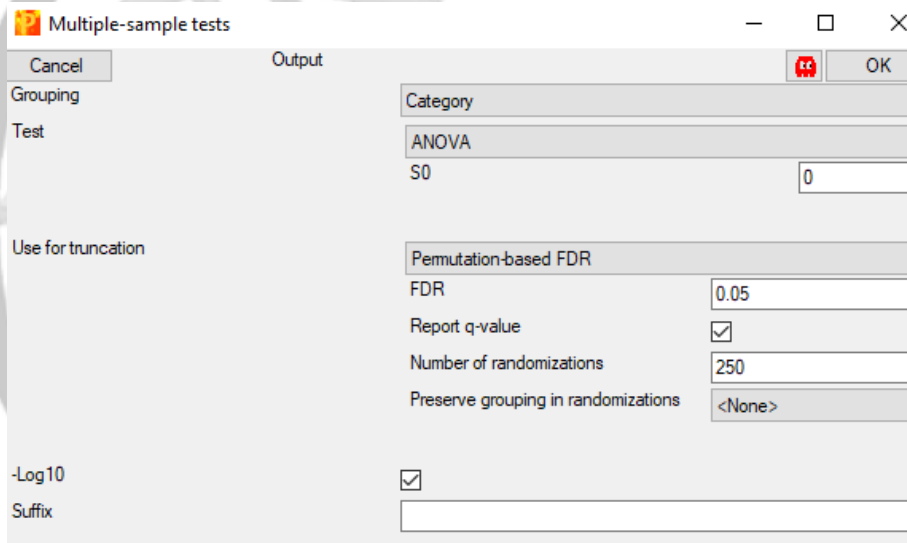 Multiple-sample tests
Cancel Output OK
Grouping Category
Test ANOVA
S0 0
Use for truncation Permutation-based FDR
FDR 0.05
Report q-value
Number of randomizations 250
Preserve grouping in randomizations <None>
-Log10
Suffix